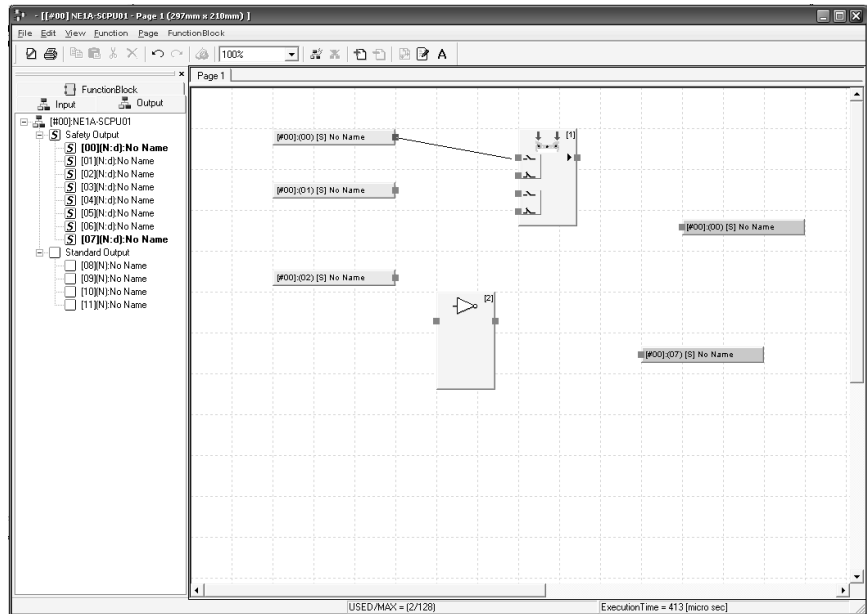 - [[#00] NE1A-SCPU01 - Page 1 (297mm x 210mm) ]
File Edit View Function Page FunctionBlock
100%
A
Page 1
FunctionBlock
Input
Output
[#00]:NE1A-SCPU01
Safety Output
[00](N:d):No Name
[01](N:d):No Name
[02](N:d):No Name
[03](N:d):No Name
[04](N:d):No Name
[05](N:d):No Name
[06](N:d):No Name
[07](N:d):No Name
Standard Output
[08](N):No Name
[09](N):No Name
[10](N):No Name
[11](N):No Name
[#00]:(00) [S] No Name
[1]
[#00]:(01) [S] No Name
[#00]:(00) [S] No Name
[#00]:(02) [S] No Name
[2]
[#00]:(07) [S] No Name
USED/MAX = (2/128)
ExecutionTime = 413 [micro sec]